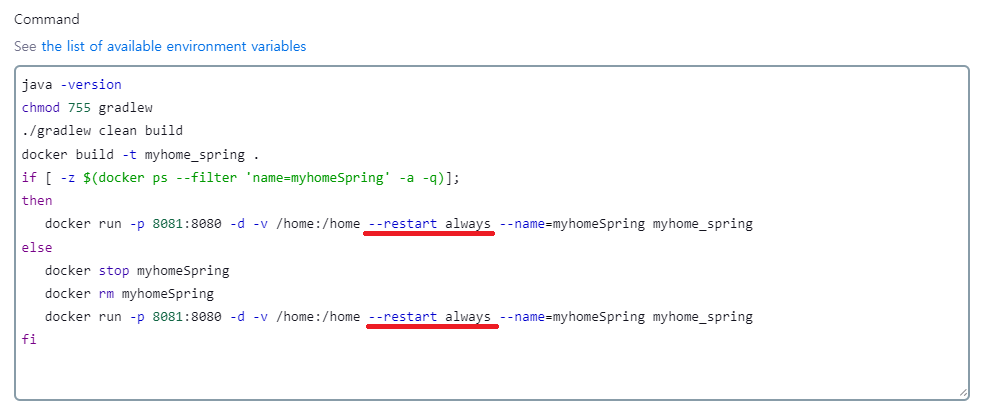 Command
See the list of available environment variables
java -version
chmod 755 gradlew
./gradlew clean build
docker build -t myhome_spring .
if [ -z $(docker ps --filter 'name=myhomeSpring' -a -q)];
then
   docker run -p 8081:8080 -d -v /home:/home --restart always --name=myhomeSpring myhome_spring
else
   docker stop myhomeSpring
   docker rm myhomeSpring
   docker run -p 8081:8080 -d -v /home:/home --restart always --name=myhomeSpring myhome_spring
fi